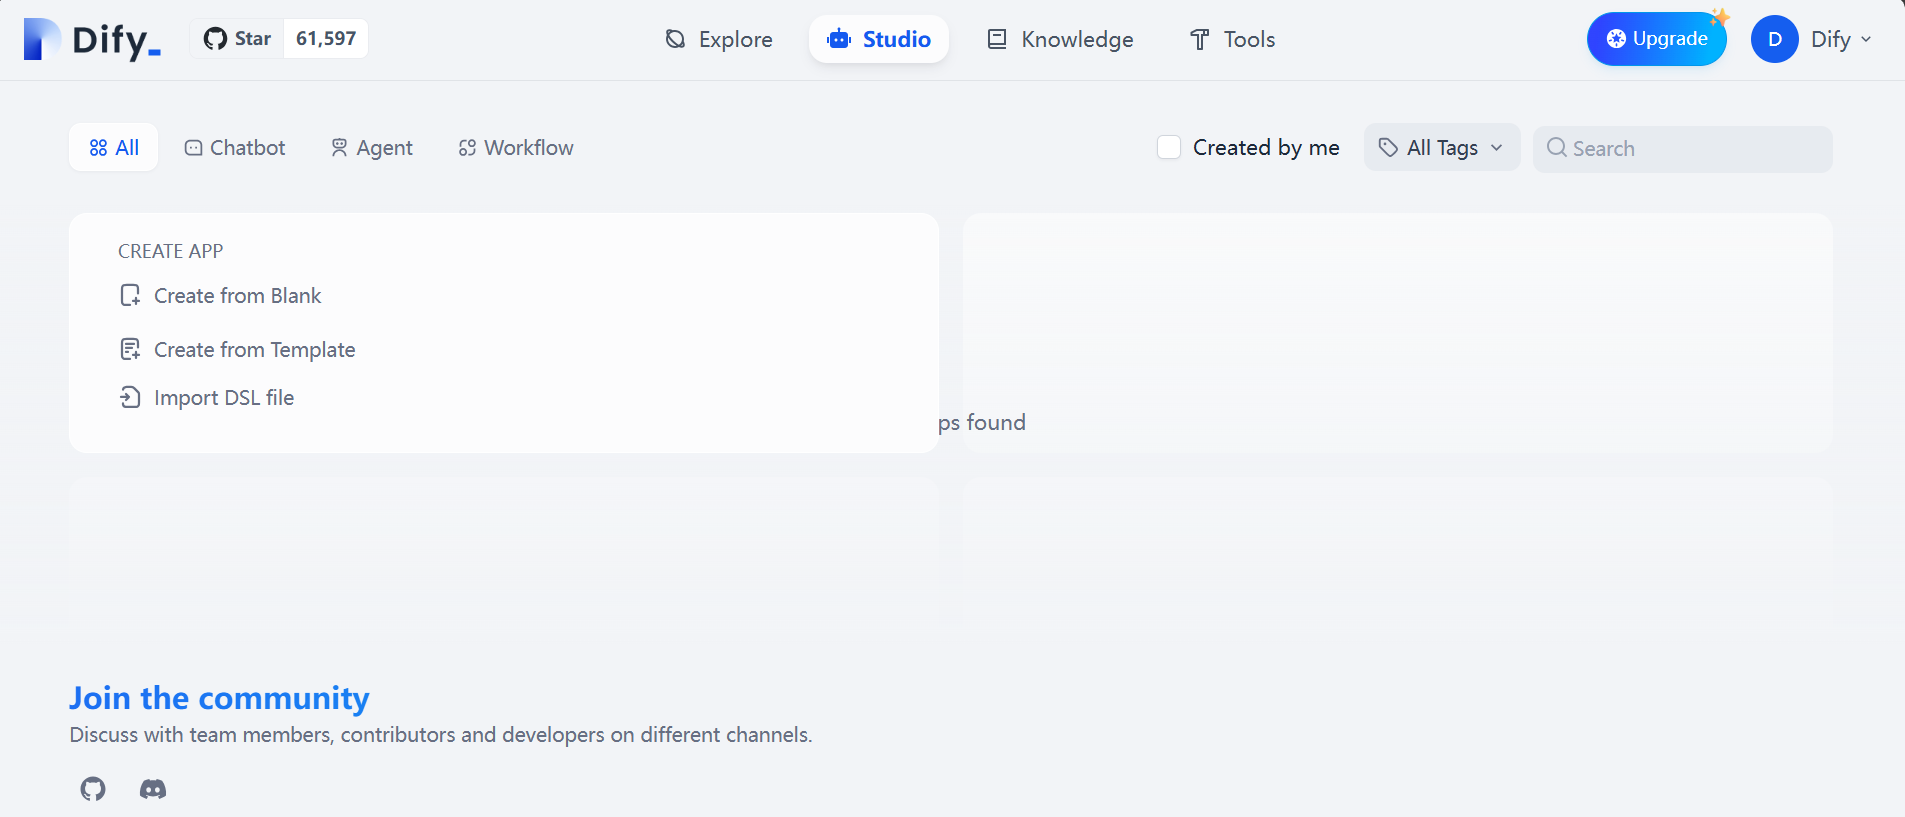 Dify_ Star 61,597 Explore Studio Knowledge Tools Upgrade D Dify
All Chatbot Agent Workflow Created by me All Tags Search
CREATE APP
Create from Blank
Create from Template
Import DSL file
ps found
Join the community
Discuss with team members, contributors and developers on different channels.